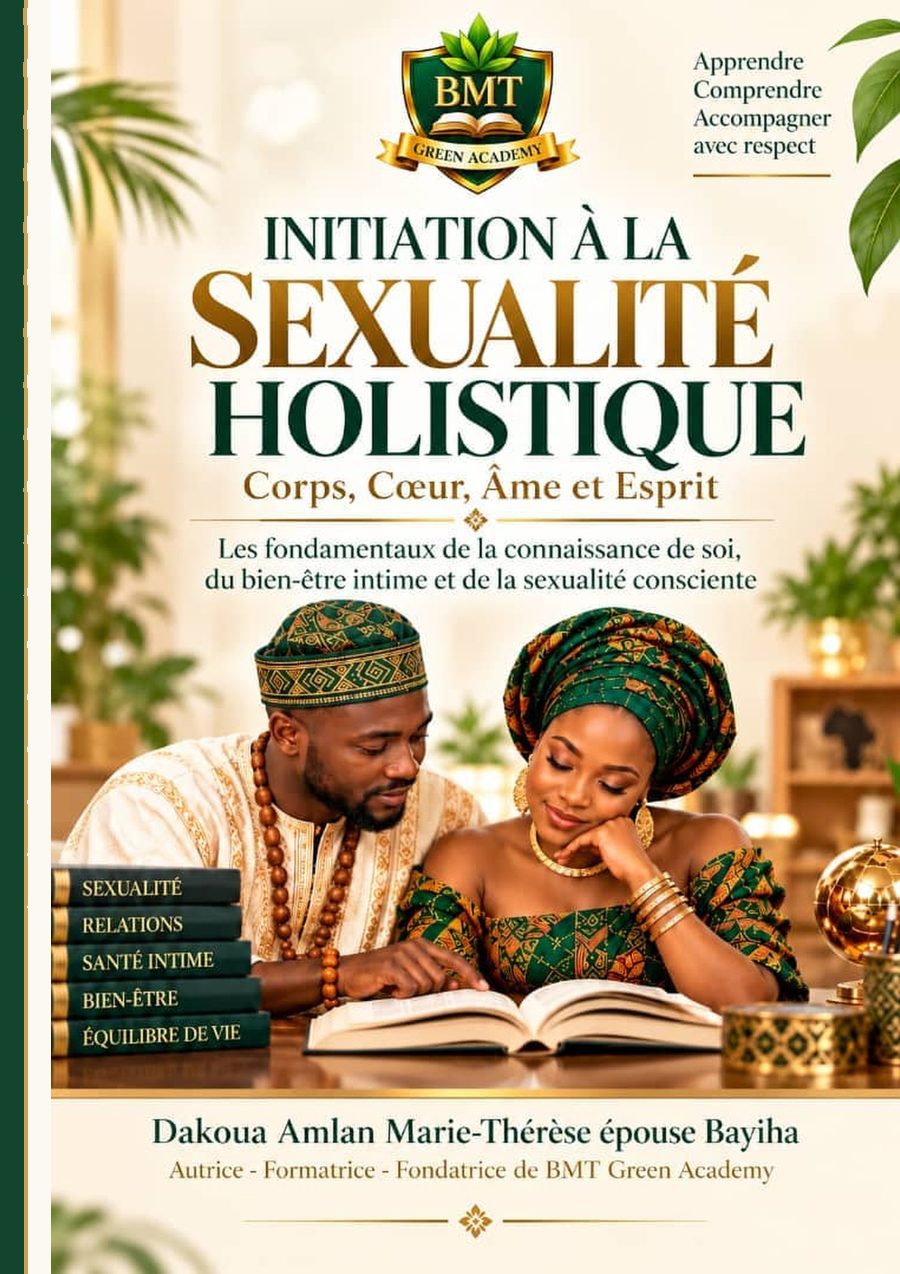 BMT
GREEN ACADEMY
Apprendre
Comprendre
Accompagner
avec respect
INITIATION À LA
SEXUALITÉ
HOLISTIQUE
Corps, Cœur, Âme et Esprit
Les fondamentaux de la connaissance de soi,
du bien-être intime et de la sexualité consciente
SEXUALITÉ
RELATIONS
SANTÉ INTIME
BIEN-ÊTRE
ÉQUILIBRE DE VIE
Dakoua Amlan Marie-Thérèse épouse Bayiha
Autrice - Formatrice - Fondatrice de BMT Green Academy